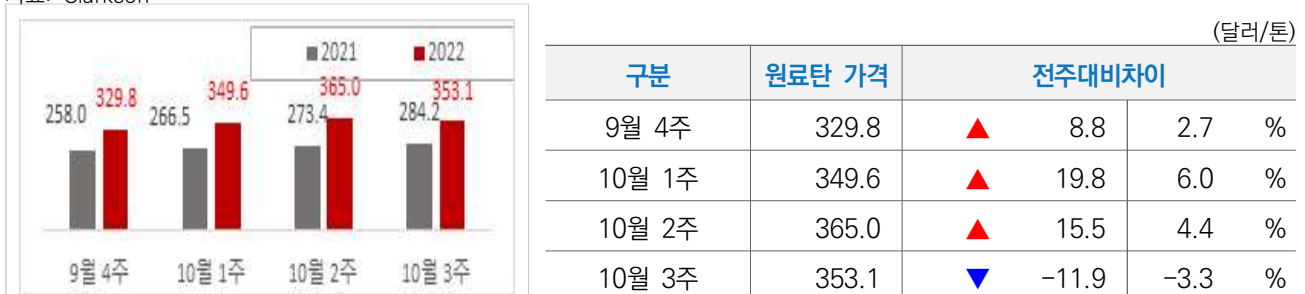 (달러/톤)
■ 2021 ■ 2022
258.0 329.8 266.5 349.6 273.4 365.0 284.2 353.1
9월 4주 10월 1주 10월 2주 10월 3주
구분 원료탄 가격 전주대비차이
9월 4주 329.8 ▲ 8.8 2.7 %
10월 1주 349.6 ▲ 19.8 6.0 %
10월 2주 365.0 ▲ 15.5 4.4 %
10월 3주 353.1 ▼ -11.9 -3.3 %